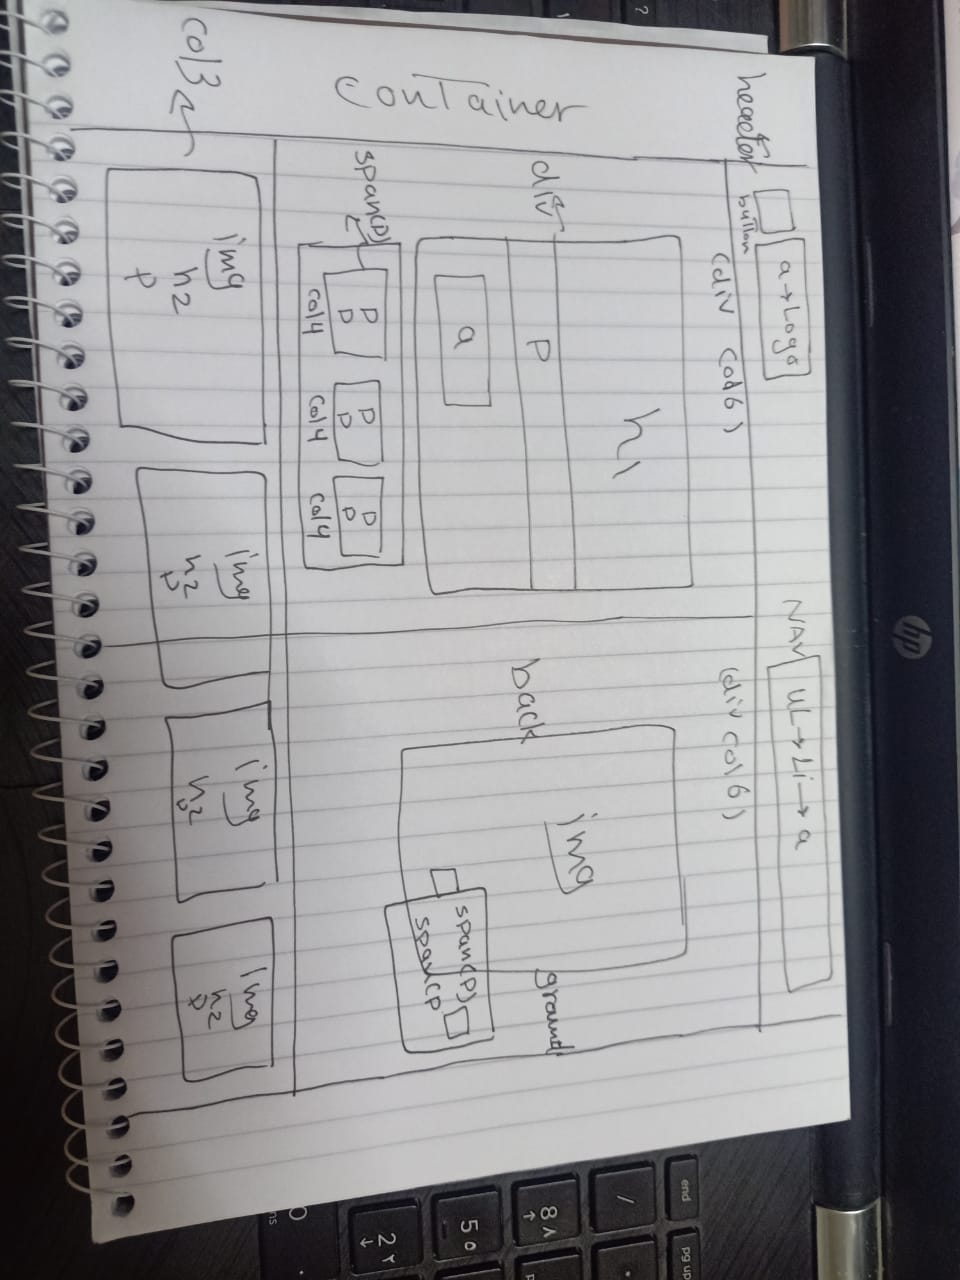 container
header
button
a→Logo
NAV
UL→Li→a
(div col6)
(div col6)
h1
div
p
a
span(p)
p
p
col4
p
p
col4
p
p
col4
back
ground
img
span(p)
span(p
col3
img
h2
p
img
h2
p
img
h2
p
img
h2
p
hp
end
pg up
/
8
5
2
?